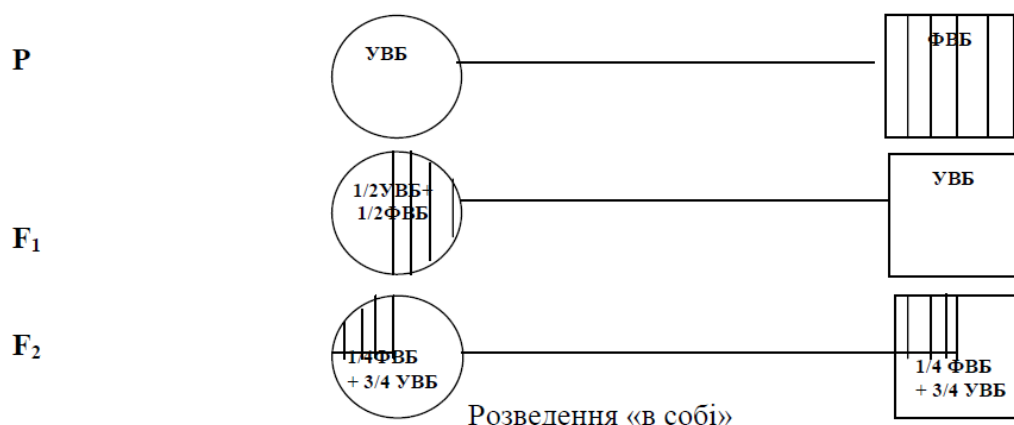 P
УВБ
ФВБ
F₁
1/2УВБ+
1/2ФВБ
УВБ
F₂
1/4ФВБ
+ 3/4 УВБ
1/4 ФВБ
+ 3/4 УВБ
Розведення «в собі»